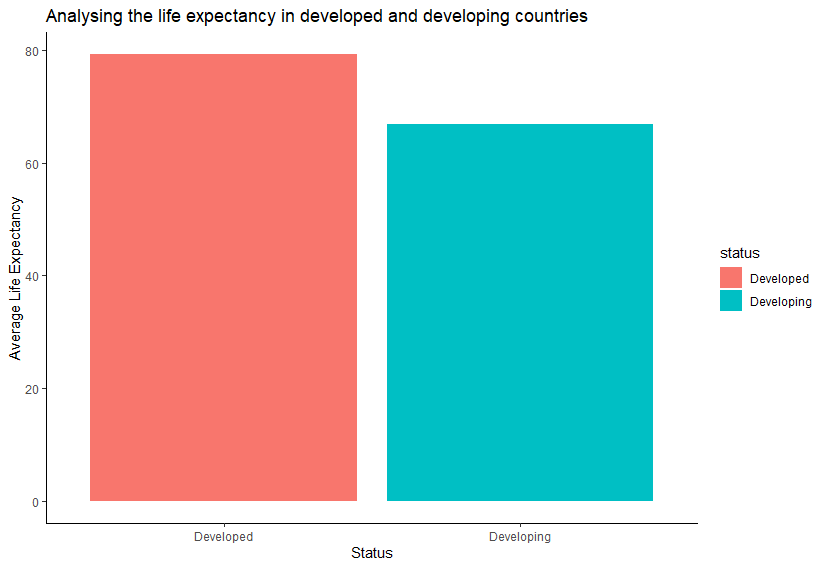 Analysing the life expectancy in developed and developing countries
Average Life Expectancy
80
60
40
20
0
Developed
Developing
Status
status
Developed
Developing